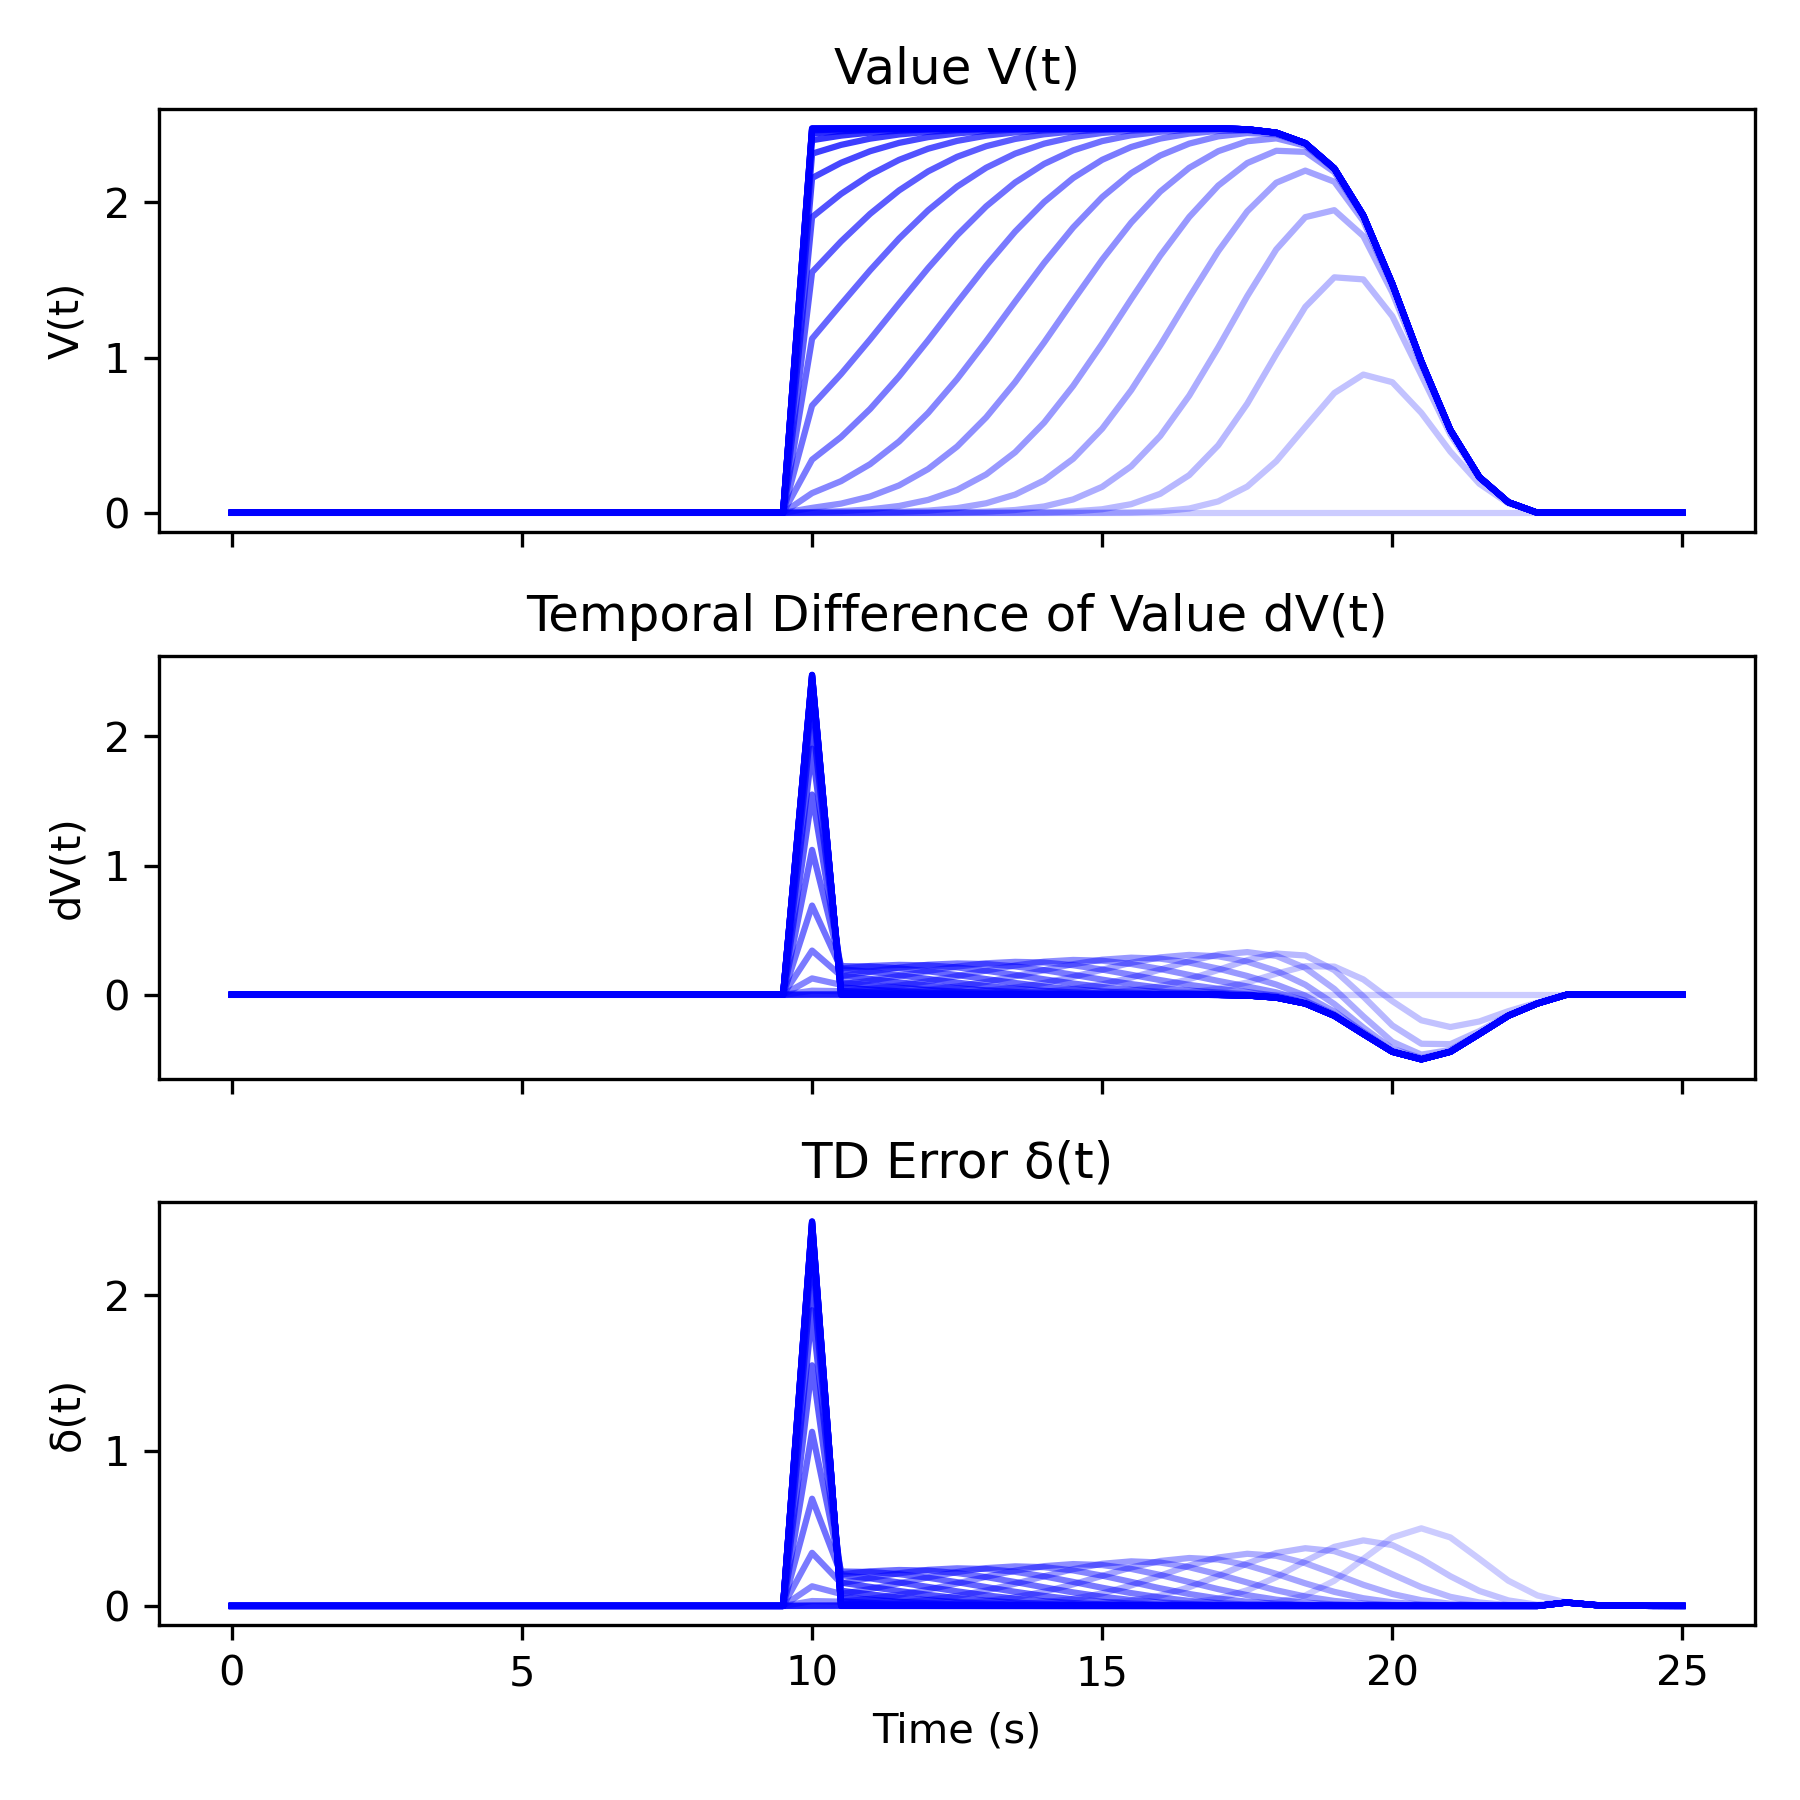 Value V(t)
V(t)
2
1
0
Temporal Difference of Value dV(t)
dV(t)
2
1
0
TD Error δ(t)
δ(t)
2
1
0
0 5 10 15 20 25
Time (s)